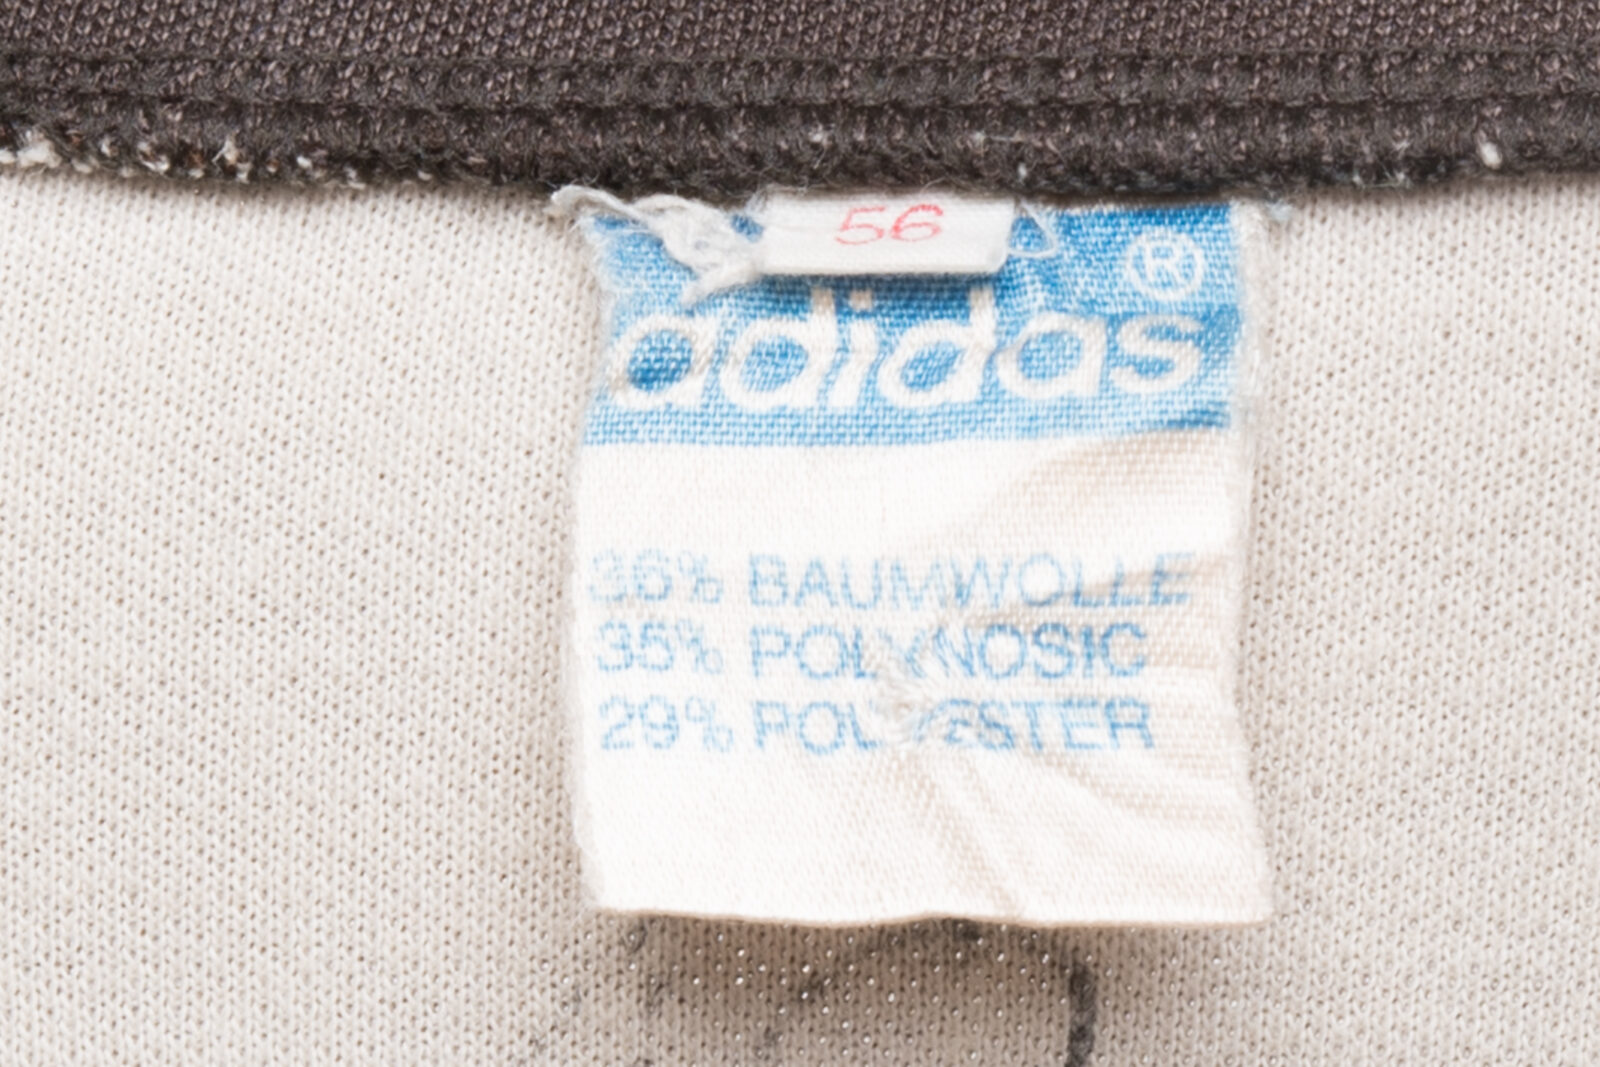 56
®
adidas
36% BAUMWOLLE
35% POLYNOSIC
29% POLYESTER